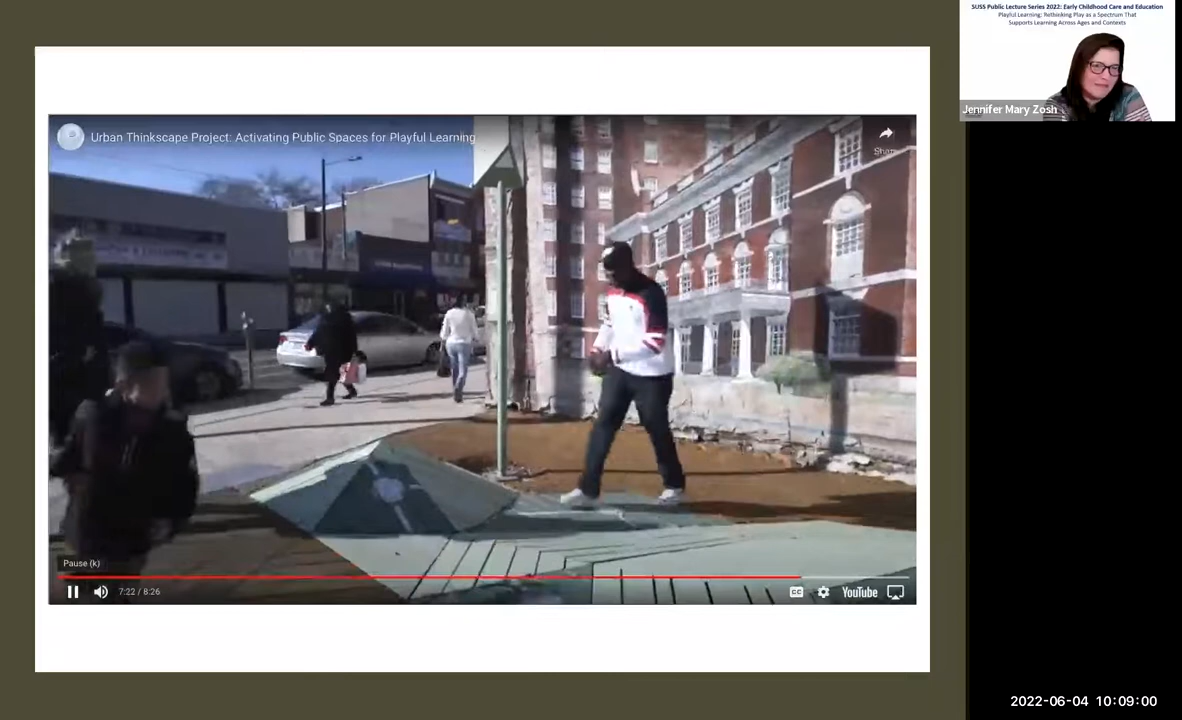 SUSS Public Lecture Series 2022: Early Childhood Care and Education
Playful Learning: Rethinking Play as a Spectrum That
Supports Learning Across Ages and Contexts
Jennifer Mary Zosh
Urban Thinkscape Project: Activating Public Spaces for Playful Learning
Share
Pause (k)
7:22 / 8:26
CC
YouTube
2022-06-04 10:09:00